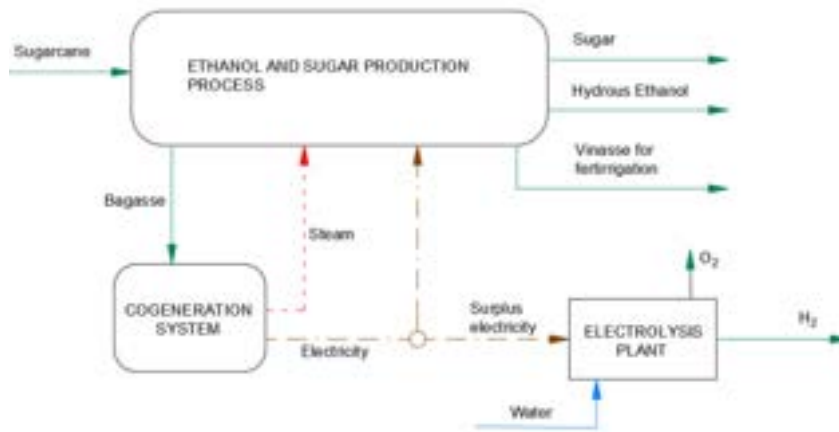 Sugarcane
ETHANOL AND SUGAR PRODUCTION
PROCESS
Sugar
Hydrous Ethanol
Vinasse for
fertirrigation
Bagasse
Steam
COGENERATION
SYSTEM
Electricity
Surplus
electricity
O2
ELECTROLYSIS
PLANT
H2
Water